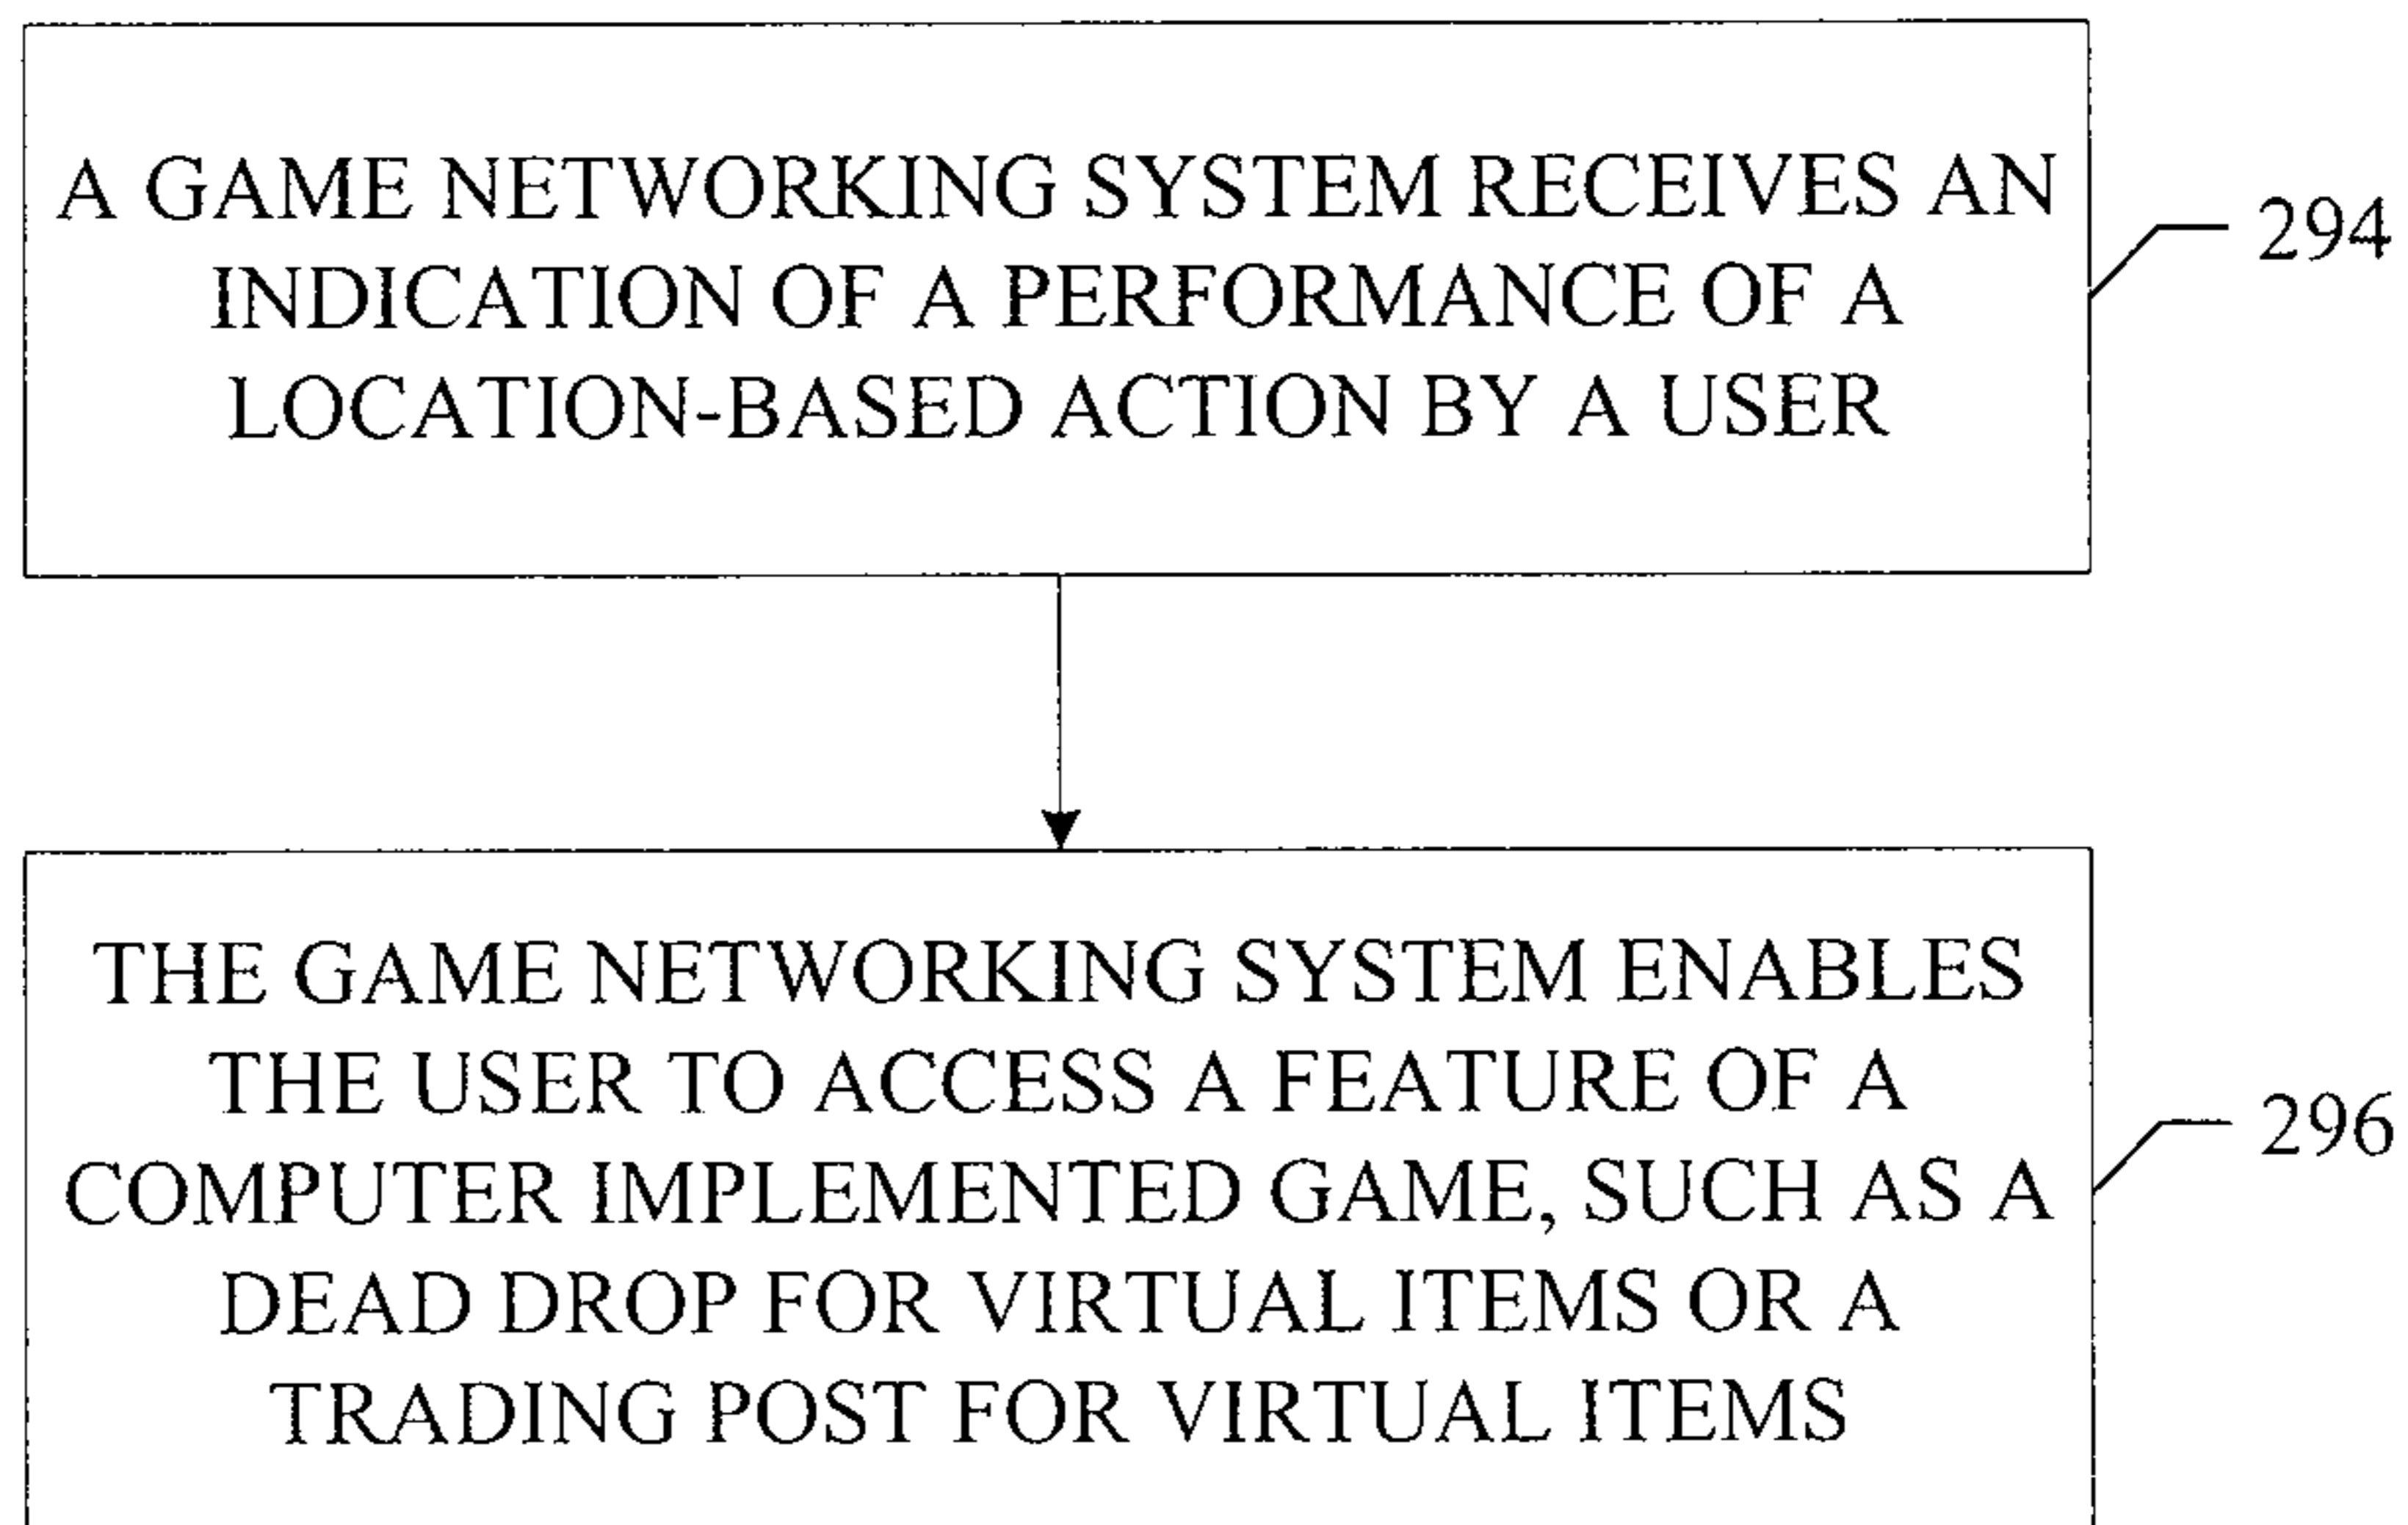 A GAME NETWORKING SYSTEM RECEIVES AN
INDICATION OF A PERFORMANCE OF A
LOCATION-BASED ACTION BY A USER
294
THE GAME NETWORKING SYSTEM ENABLES
THE USER TO ACCESS A FEATURE OF A
COMPUTER IMPLEMENTED GAME, SUCH AS A
DEAD DROP FOR VIRTUAL ITEMS OR A
TRADING POST FOR VIRTUAL ITEMS
296